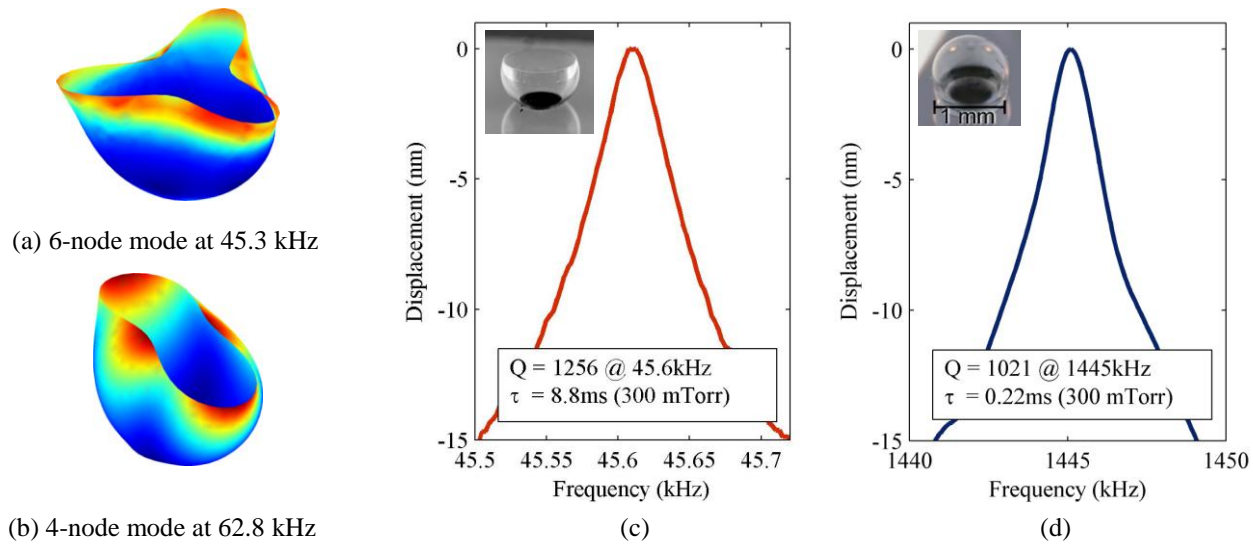 (a) 6-node mode at 45.3 kHz
(b) 4-node mode at 62.8 kHz
Displacement (nm)
0
-5
-10
-15
Q = 1256 @ 45.6kHz
τ = 8.8ms (300 mTorr)
45.5 45.55 45.6 45.65 45.7
Frequency (kHz)
(c)
Displacement (nm)
0
-5
-10
-15
1 mm
Q = 1021 @ 1445kHz
τ = 0.22ms (300 mTorr)
1440 1445 1450
Frequency (kHz)
(d)